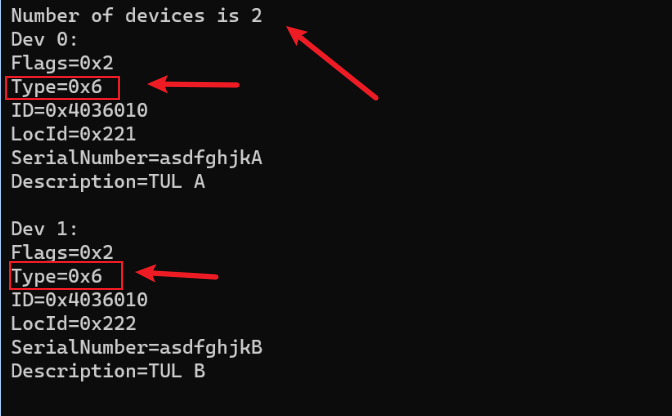 Number of devices is 2
Dev 0:
Flags=0x2
Type=0x6
ID=0x4036010
LocId=0x221
SerialNumber=asdfghjkA
Description=TUL A
Dev 1:
Flags=0x2
Type=0x6
ID=0x4036010
LocId=0x222
SerialNumber=asdfghjkB
Description=TUL B